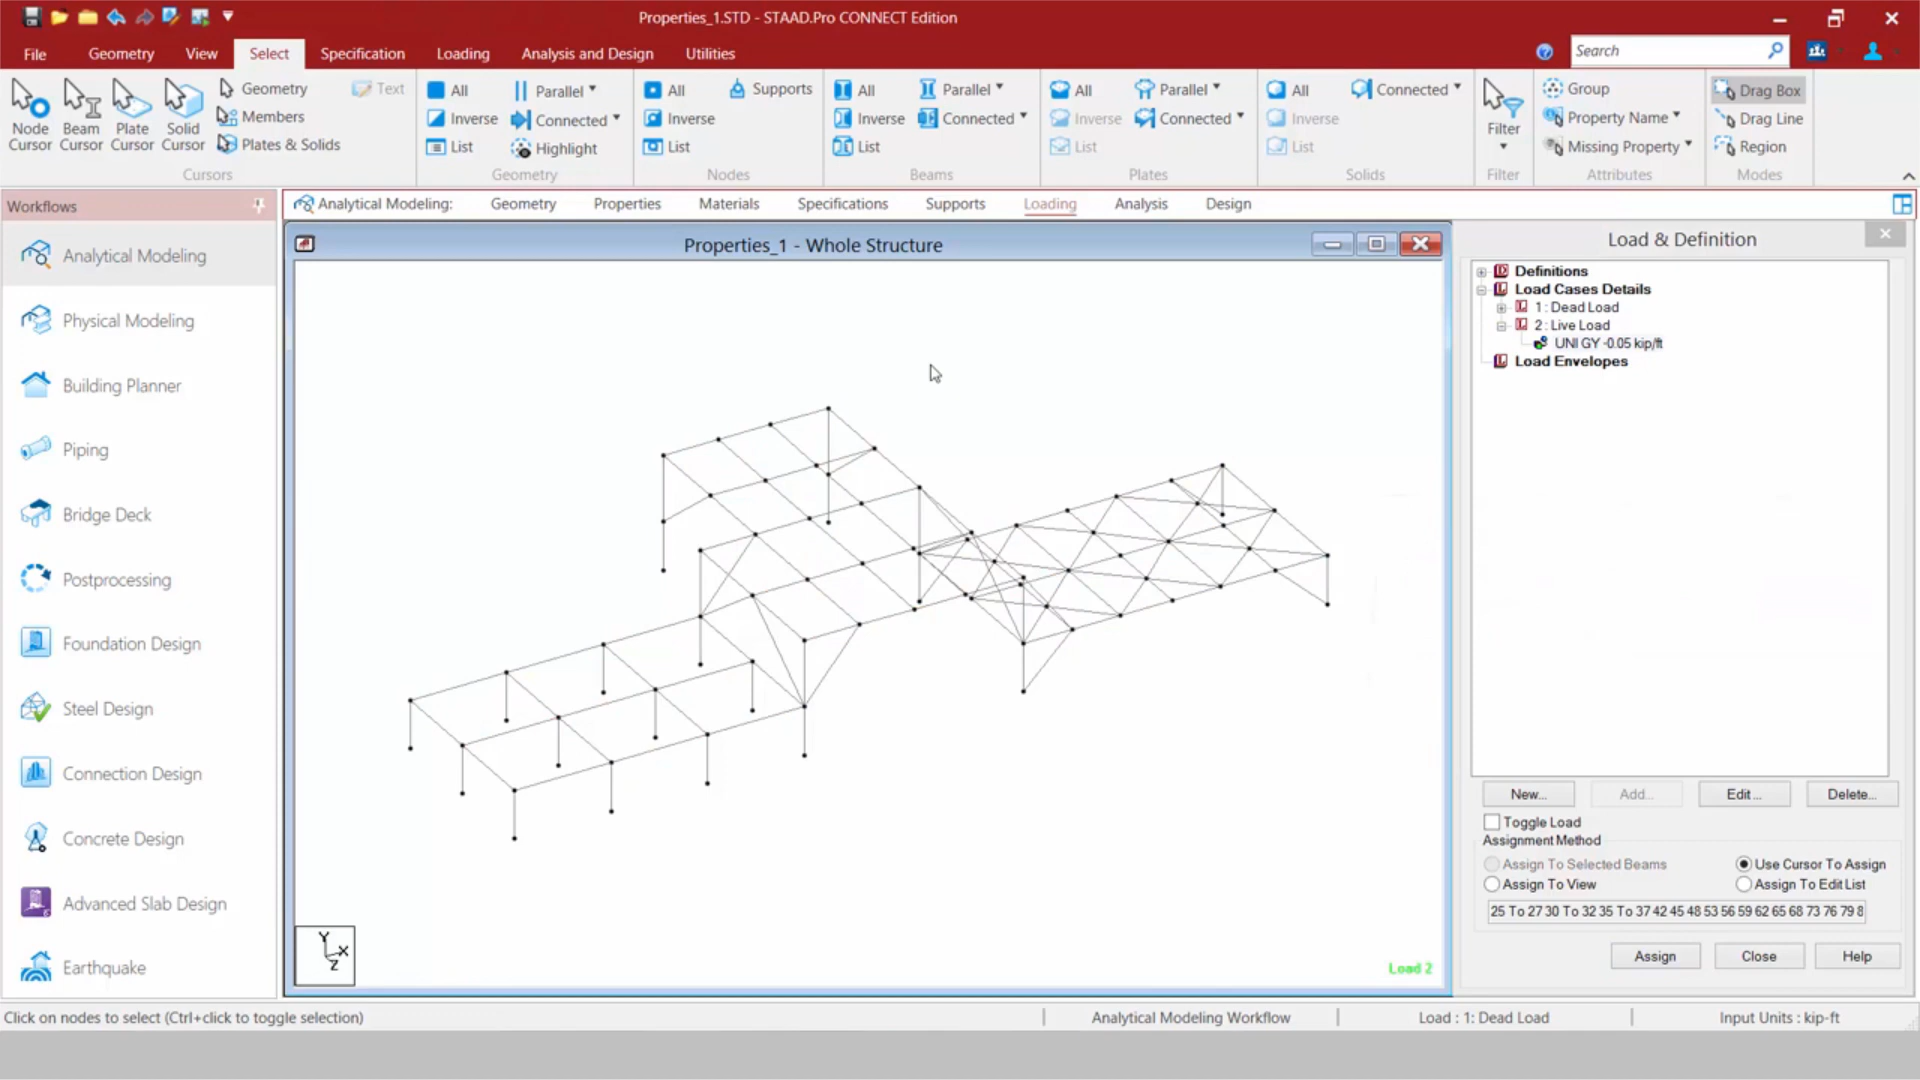 Properties_1.STD - STAAD.Pro CONNECT Edition
File Geometry View Select Specification Loading Analysis and Design Utilities Search
Node Cursor
Beam Cursor
Plate Cursor
Solid Cursor
Geometry
Members
Plates & Solids
Text
Cursors
All
Inverse
List
Parallel
Connected
Highlight
Geometry
All
Inverse
List
Supports
Nodes
All
Inverse
List
Parallel
Connected
Beams
All
Inverse
List
Parallel
Connected
Plates
All
Inverse
List
Connected
Solids
Filter
Filter
Group
Property Name
Missing Property
Attributes
Drag Box
Drag Line
Region
Modes
Workflows
Analytical Modeling
Physical Modeling
Building Planner
Piping
Bridge Deck
Postprocessing
Foundation Design
Steel Design
Connection Design
Concrete Design
Advanced Slab Design
Earthquake
Analytical Modeling: Geometry Properties Materials Specifications Supports Loading Analysis Design
Properties_1 - Whole Structure
Y
X
Z
Load 2
Load & Definition
Definitions
Load Cases Details
1 : Dead Load
2 : Live Load
UNI GY -0.05 kip/ft
Load Envelopes
New... Add... Edit... Delete...
Toggle Load
Assignment Method
Assign To Selected Beams Use Cursor To Assign
Assign To View Assign To Edit List
25 To 27 30 To 32 35 To 37 42 45 48 53 56 59 62 65 68 73 76 79 8
Assign Close Help
Click on nodes to select (Ctrl+click to toggle selection) Analytical Modeling Workflow Load : 1: Dead Load Input Units : kip-ft